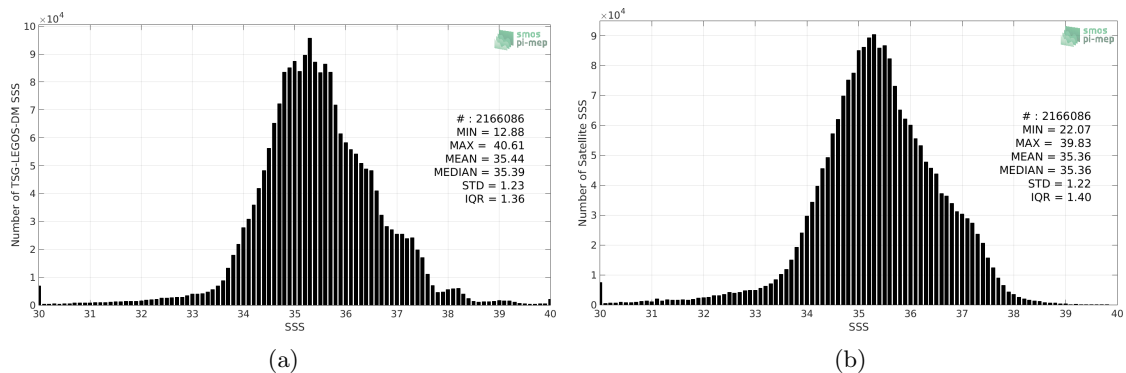 ×10⁴
10
9
8
7
6
5
4
3
2
1
0
Number of TSG-LEGOS-DM SSS
smos
pi-mep
# : 2166086
MIN = 12.88
MAX = 40.61
MEAN = 35.44
MEDIAN = 35.39
STD = 1.23
IQR = 1.36
30 31 32 33 34 35 36 37 38 39 40
SSS
(a)
×10⁴
9
8
7
6
5
4
3
2
1
0
Number of Satellite SSS
smos
pi-mep
# : 2166086
MIN = 22.07
MAX = 39.83
MEAN = 35.36
MEDIAN = 35.36
STD = 1.22
IQR = 1.40
30 31 32 33 34 35 36 37 38 39 40
SSS
(b)